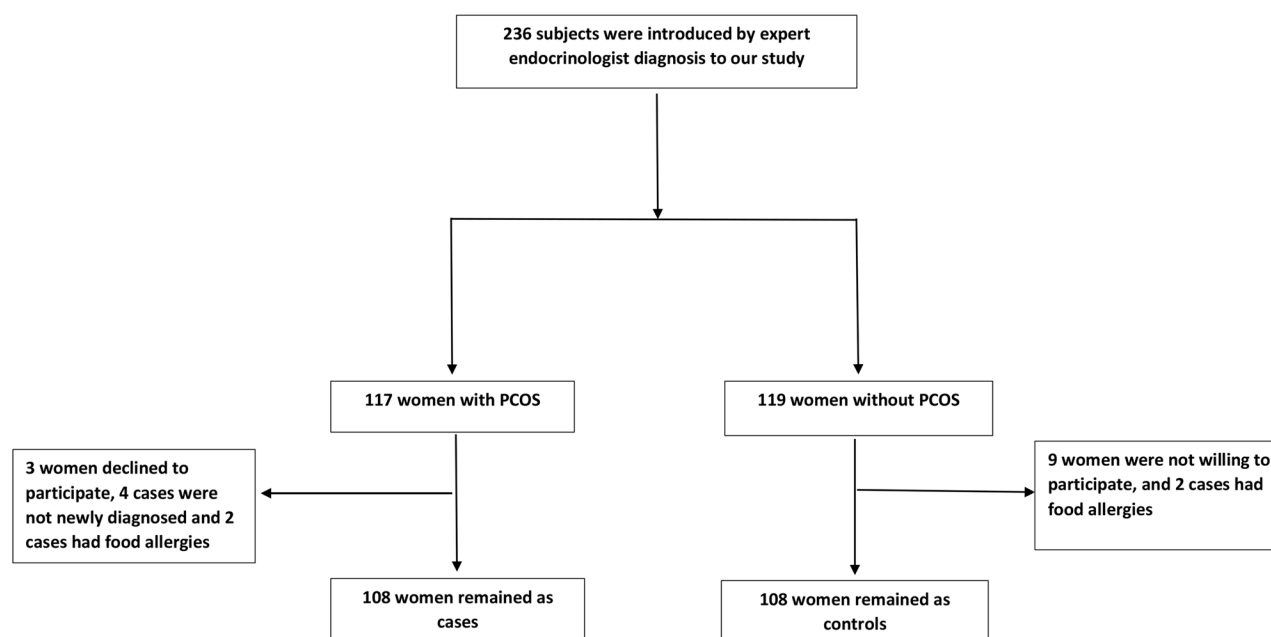 236 subjects were introduced by expert
endocrinologist diagnosis to our study
117 women with PCOS
119 women without PCOS
3 women declined to
participate, 4 cases were
not newly diagnosed and 2
cases had food allergies
9 women were not willing to
participate, and 2 cases had
food allergies
108 women remained as
cases
108 women remained as
controls